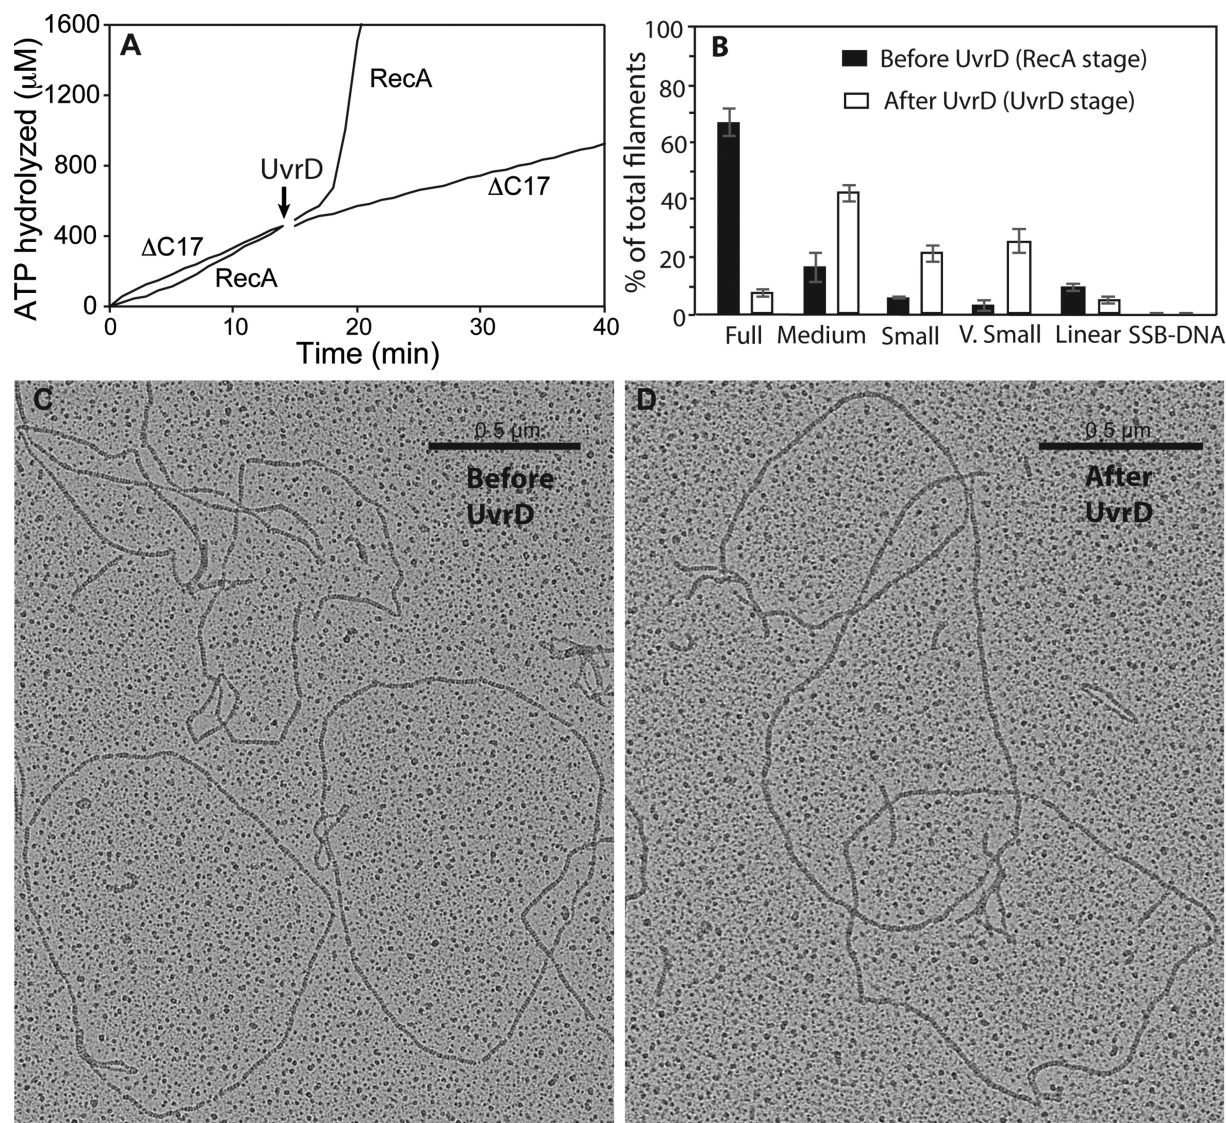 A
ATP hydrolyzed (μM)
1600
1200
800
400
0
0 10 20 30 40
Time (min)
RecA
UvrD
ΔC17
ΔC17
RecA
B
% of total filaments
100
80
60
40
20
0
Before UvrD (RecA stage)
After UvrD (UvrD stage)
Full Medium Small V. Small Linear SSB-DNA
C
0.5 μm
Before
UvrD
D
0.5 μm
After
UvrD